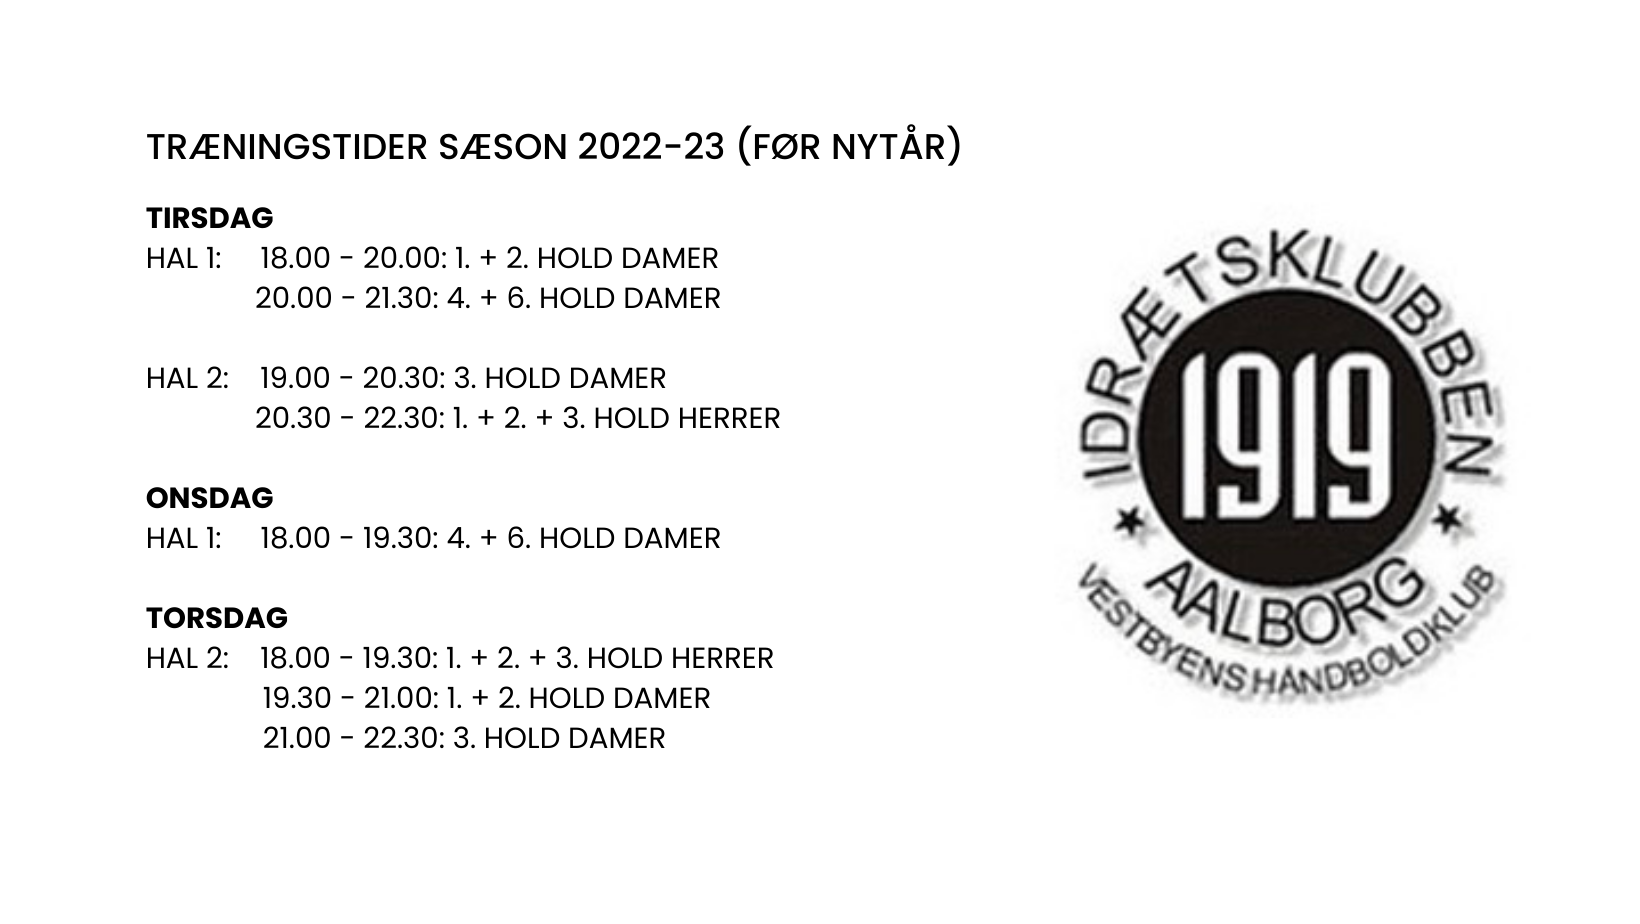 TRÆNINGSTIDER SÆSON 2022-23 (FØR NYTÅR)
TIRSDAG
HAL 1: 18.00 - 20.00: 1. + 2. HOLD DAMER
20.00 - 21.30: 4. + 6. HOLD DAMER
HAL 2: 19.00 - 20.30: 3. HOLD DAMER
20.30 - 22.30: 1. + 2. + 3. HOLD HERRER
ONSDAG
HAL 1: 18.00 - 19.30: 4. + 6. HOLD DAMER
TORSDAG
HAL 2: 18.00 - 19.30: 1. + 2. + 3. HOLD HERRER
19.30 - 21.00: 1. + 2. HOLD DAMER
21.00 - 22.30: 3. HOLD DAMER
IDRÆTSKLUBBEN
1919
AALBORG
VESTBYENS HÅNDBOLDKLUB